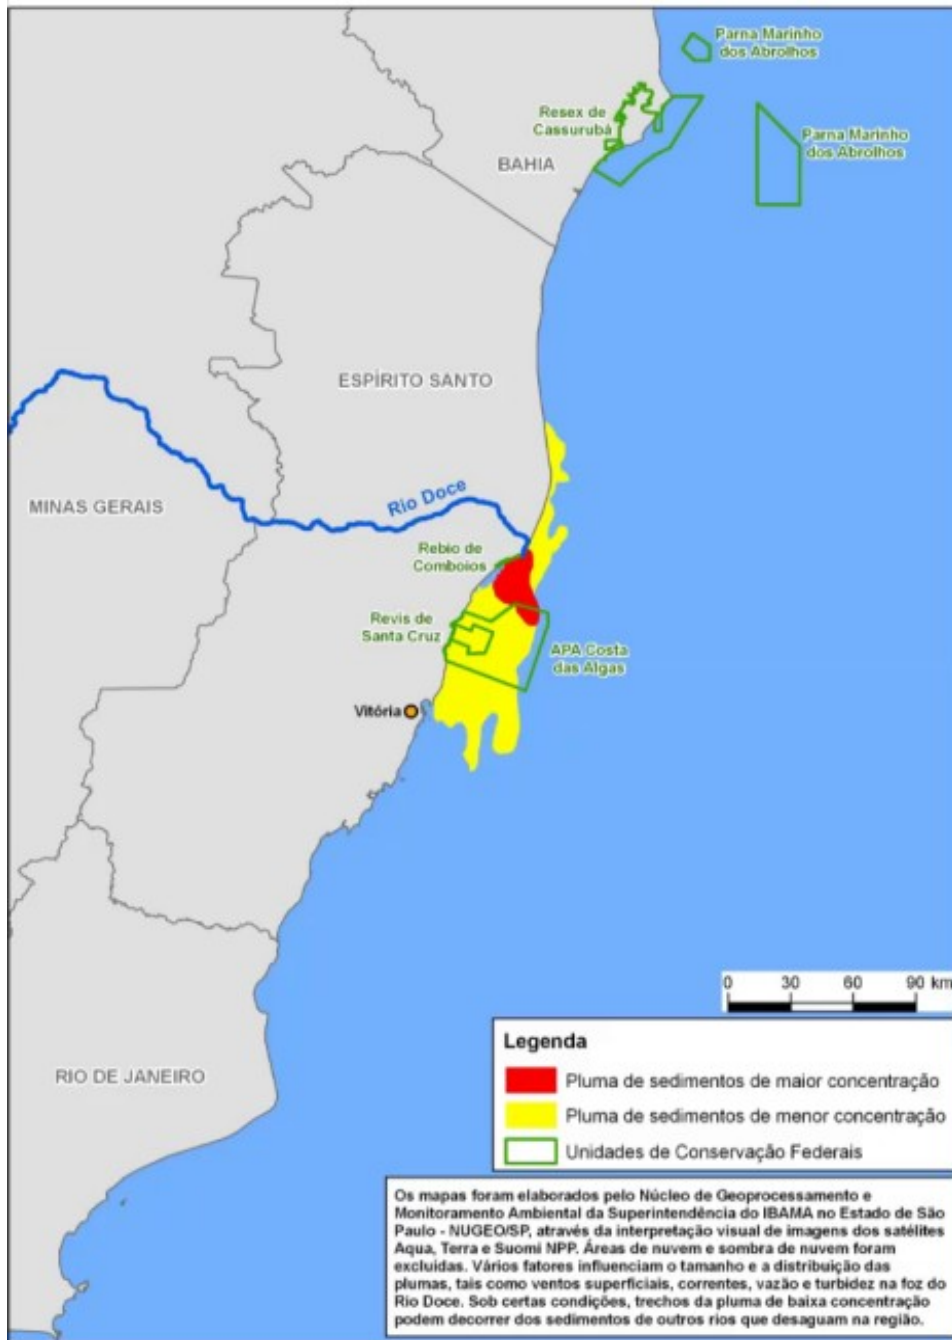 Parna Marinho
dos Abrolhos
Resex de
Cassurubá
Parna Marinho
dos Abrolhos
BAHIA
ESPÍRITO SANTO
MINAS GERAIS
Rio Doce
Rebio de
Comboios
Revis de
Santa Cruz
APA Costa
das Algas
Vitória
0 30 60 90 km
RIO DE JANEIRO
Legenda
Pluma de sedimentos de maior concentração
Pluma de sedimentos de menor concentração
Unidades de Conservação Federais
Os mapas foram elaborados pelo Núcleo de Geoprocessamento e
Monitoramento Ambiental da Superintendência do IBAMA no Estado de São
Paulo - NUGEO/SP, através da interpretação visual de imagens dos satélites
Aqua, Terra e Suomi NPP. Áreas de nuvem e sombra de nuvem foram
excluídas. Vários fatores influenciam o tamanho e a distribuição das
plumas, tais como ventos superficiais, correntes, vazão e turbidez na foz do
Rio Doce. Sob certas condições, trechos da pluma de baixa concentração
podem decorrer dos sedimentos de outros rios que desaguam na região.